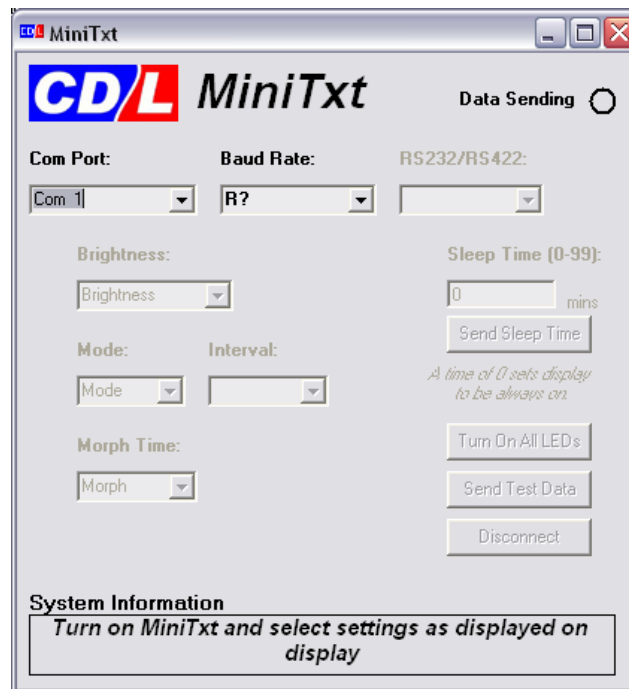 CD/L MiniTxt
CD/L MiniTxt
Data Sending
Com Port: Baud Rate: RS232/RS422:
Com 1 R?
Brightness: Sleep Time (0-99):
Brightness 0 mins
Send Sleep Time
Mode: Interval:
A time of 0 sets display
to be always on.
Mode
Morph Time: Turn On All LEDs
Morph Send Test Data
Disconnect
System Information
Turn on MiniTxt and select settings as displayed on
display